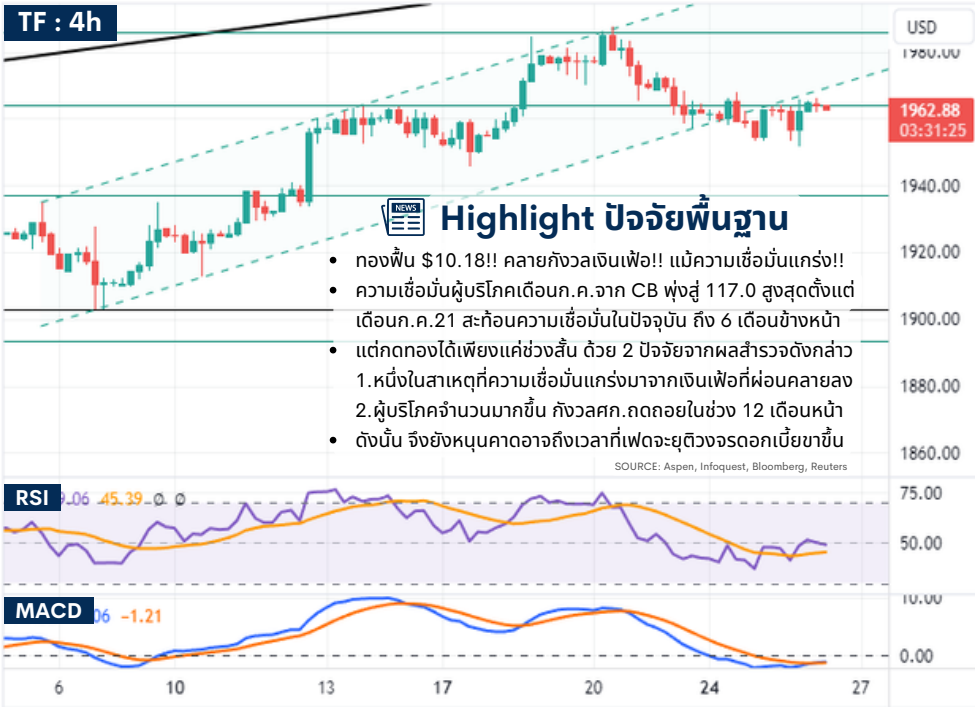 TF : 4h
USD
1980.00
1962.88
03:31:25
1940.00
NEWS
Highlight ปัจจัยพื้นฐาน
1920.00
• ทองฟื้น $10.18!! คลายกังวลเงินเฟ้อ!! แม้ความเชื่อมั่นแกร่ง!!
• ความเชื่อมั่นผู้บริโภคเดือนก.ค.จาก CB พุ่งสู่ 117.0 สูงสุดตั้งแต่
เดือนก.ค.21 สะท้อนความเชื่อมั่นในปัจจุบัน ถึง 6 เดือนข้างหน้า
1900.00
• แต่กดทองได้เพียงแค่ช่วงสั้น ด้วย 2 ปัจจัยจากผลสำรวจดังกล่าว
1.หนึ่งในสาเหตุที่ความเชื่อมั่นแกร่งมาจากเงินเฟ้อที่ผ่อนคลายลง
1880.00
2.ผู้บริโภคจำนวนมากขึ้น กังวลศก.ถดถอยในช่วง 12 เดือนหน้า
• ดังนั้น จึงยังหนุนคาดอาจถึงเวลาที่เฟดจะยุติวงจรดอกเบี้ยขาขึ้น
1860.00
SOURCE: Aspen, Infoquest, Bloomberg, Reuters
RSI 9.06 45.39 Ø Ø
75.00
50.00
MACD 06 −1.21
10.00
0.00
6 10 13 17 20 24 27